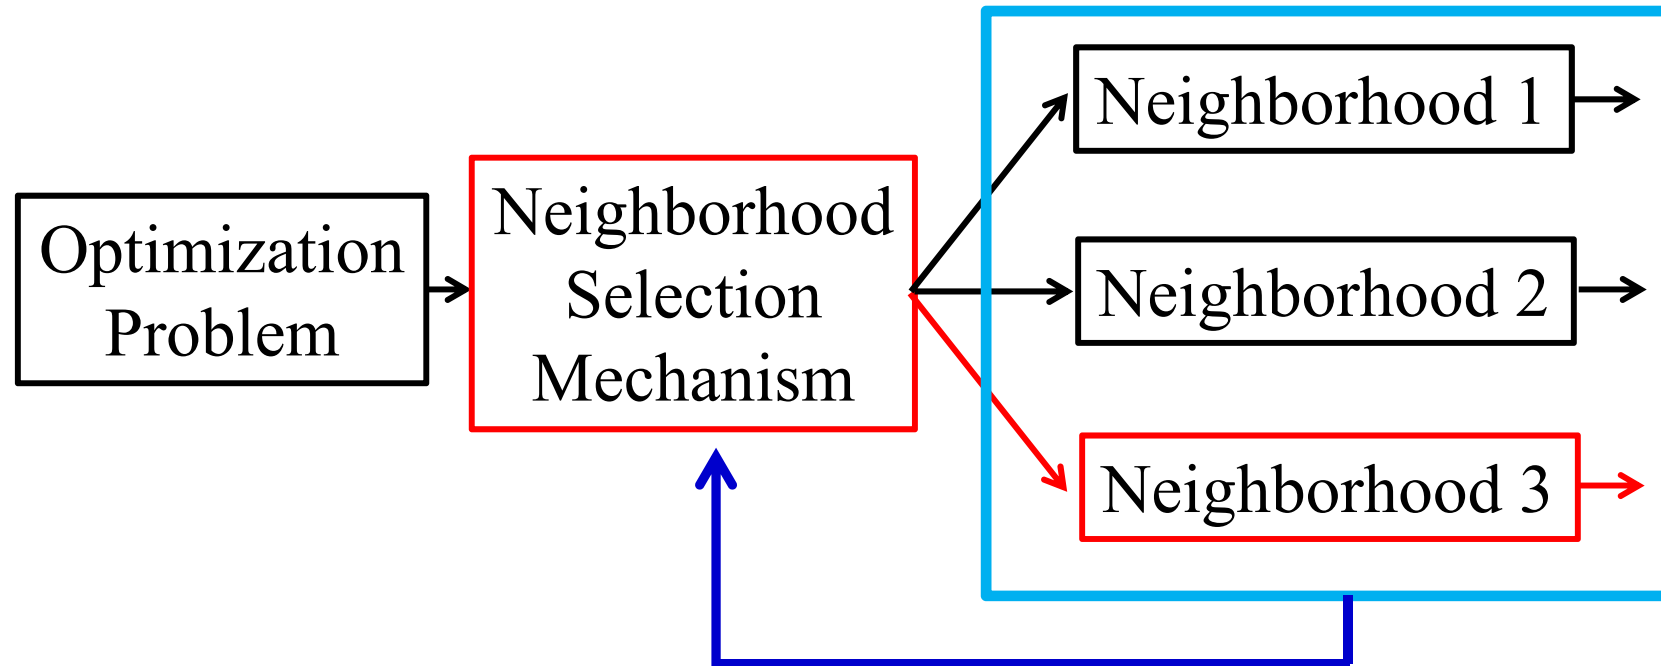 Optimization
Problem
Neighborhood
Selection
Mechanism
Neighborhood 1
Neighborhood 2
Neighborhood 3